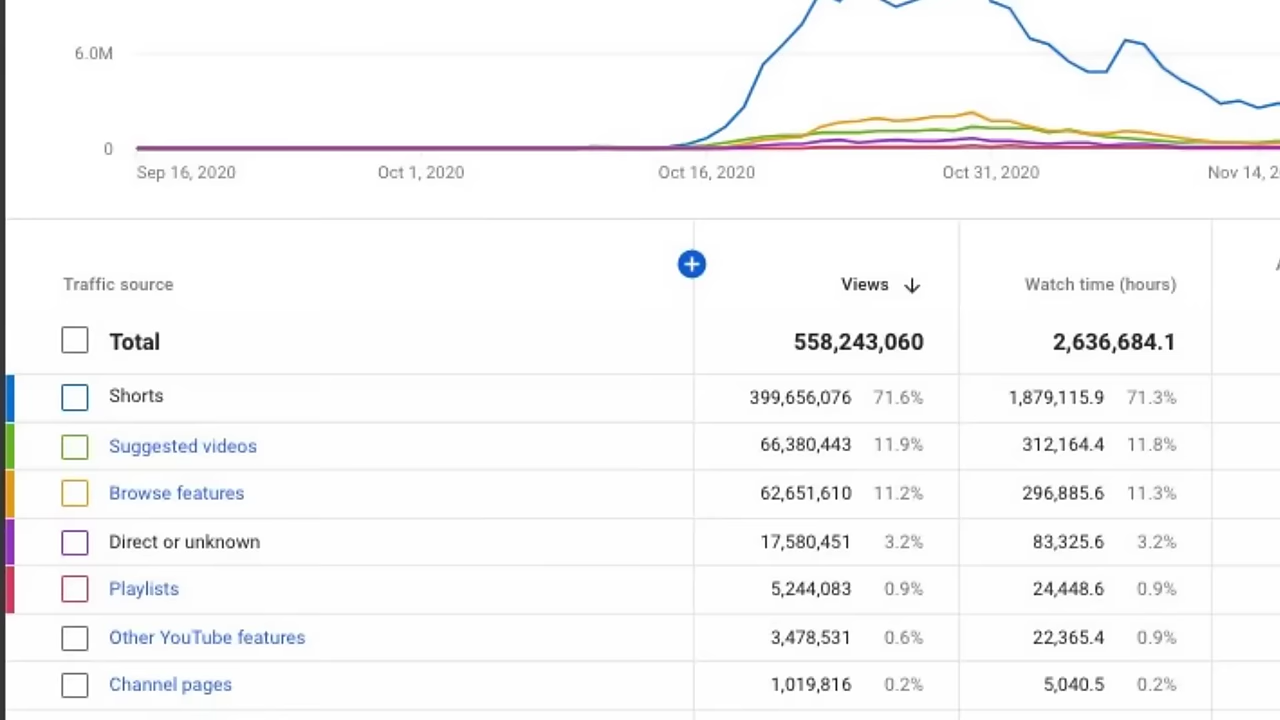 6.0M
0
Sep 16, 2020 Oct 1, 2020 Oct 16, 2020 Oct 31, 2020 Nov 14, 2
Traffic source Views Watch time (hours)
Total 558,243,060 2,636,684.1
Shorts 399,656,076 71.6% 1,879,115.9 71.3%
Suggested videos 66,380,443 11.9% 312,164.4 11.8%
Browse features 62,651,610 11.2% 296,885.6 11.3%
Direct or unknown 17,580,451 3.2% 83,325.6 3.2%
Playlists 5,244,083 0.9% 24,448.6 0.9%
Other YouTube features 3,478,531 0.6% 22,365.4 0.9%
Channel pages 1,019,816 0.2% 5,040.5 0.2%